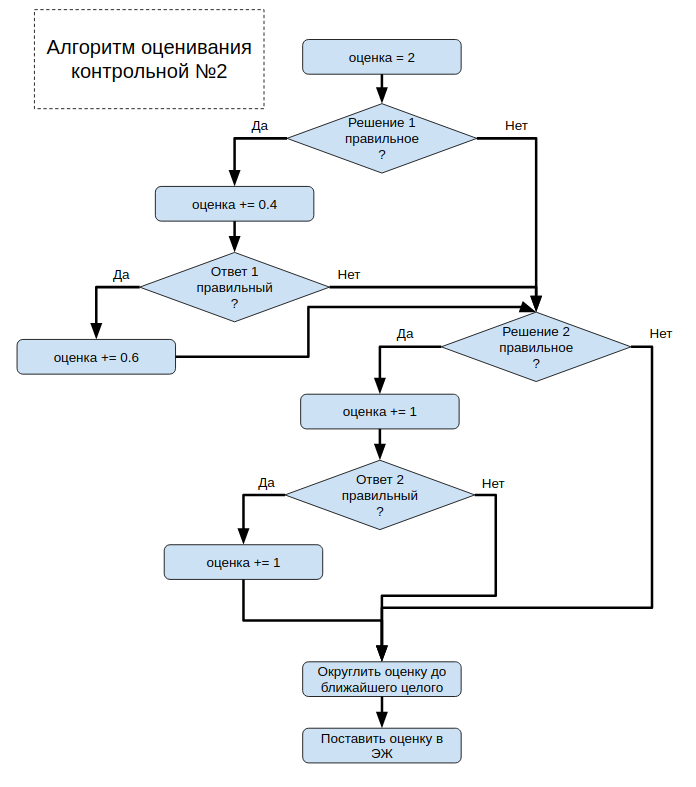 Алгоритм оценивания
контрольной №2
оценка = 2
Решение 1
правильное
?
Да
Нет
оценка += 0.4
Ответ 1
правильный
?
Да
Нет
оценка += 0.6
Решение 2
правильное
?
Да
Нет
оценка += 1
Ответ 2
правильный
?
Да
Нет
оценка += 1
Округлить оценку до
ближайшего целого
Поставить оценку в
ЭЖ